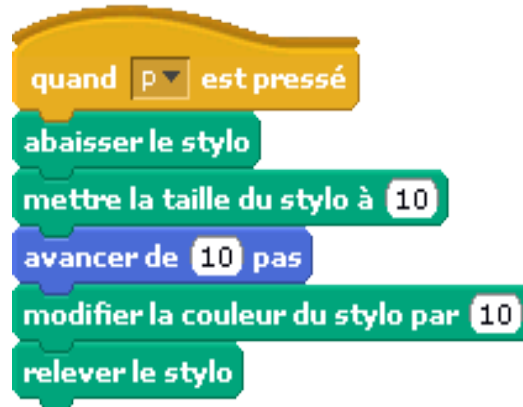 quand p est pressé
abaisser le stylo
mettre la taille du stylo à 10
avancer de 10 pas
modifier la couleur du stylo par 10
relever le stylo